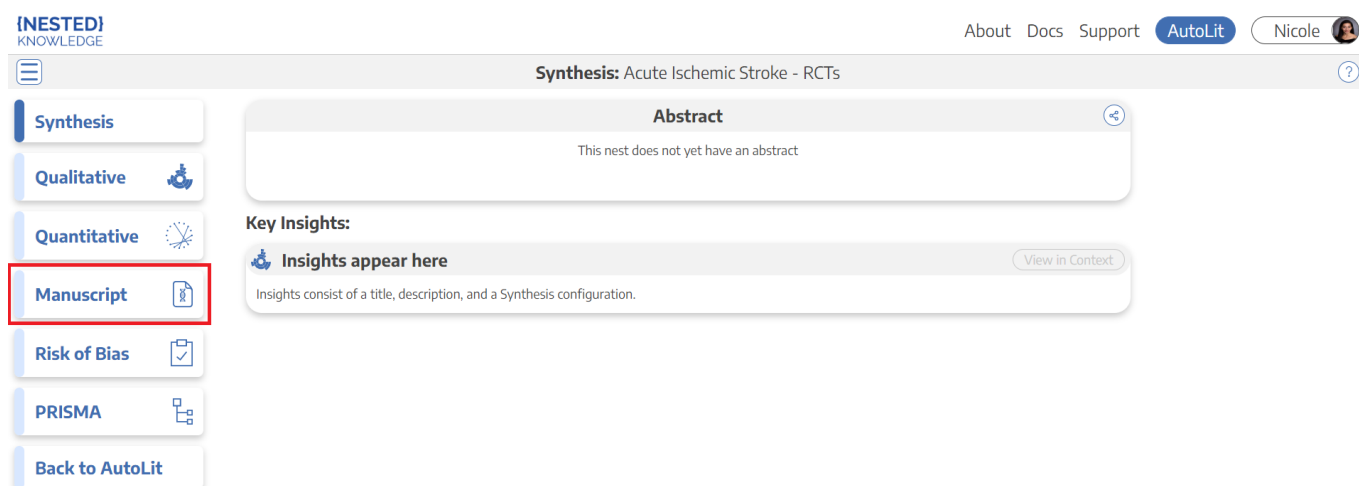 {NESTED}
KNOWLEDGE
About Docs Support AutoLit Nicole
Synthesis: Acute Ischemic Stroke - RCTs
?
Synthesis
Qualitative
Quantitative
Manuscript
Risk of Bias
PRISMA
Back to AutoLit
Abstract
This nest does not yet have an abstract
Key Insights:
Insights appear here View in Context
Insights consist of a title, description, and a Synthesis configuration.